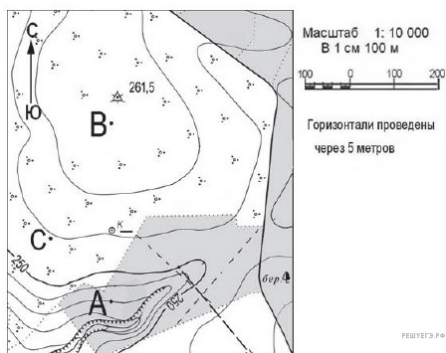 С
Ю
261,5
В
К
С
250
А
250
бер.
Масштаб 1: 10 000
В 1 см 100 м
100 0 100 200
Горизонтали проведены
через 5 метров
РЕШУЕГЭ.РФ